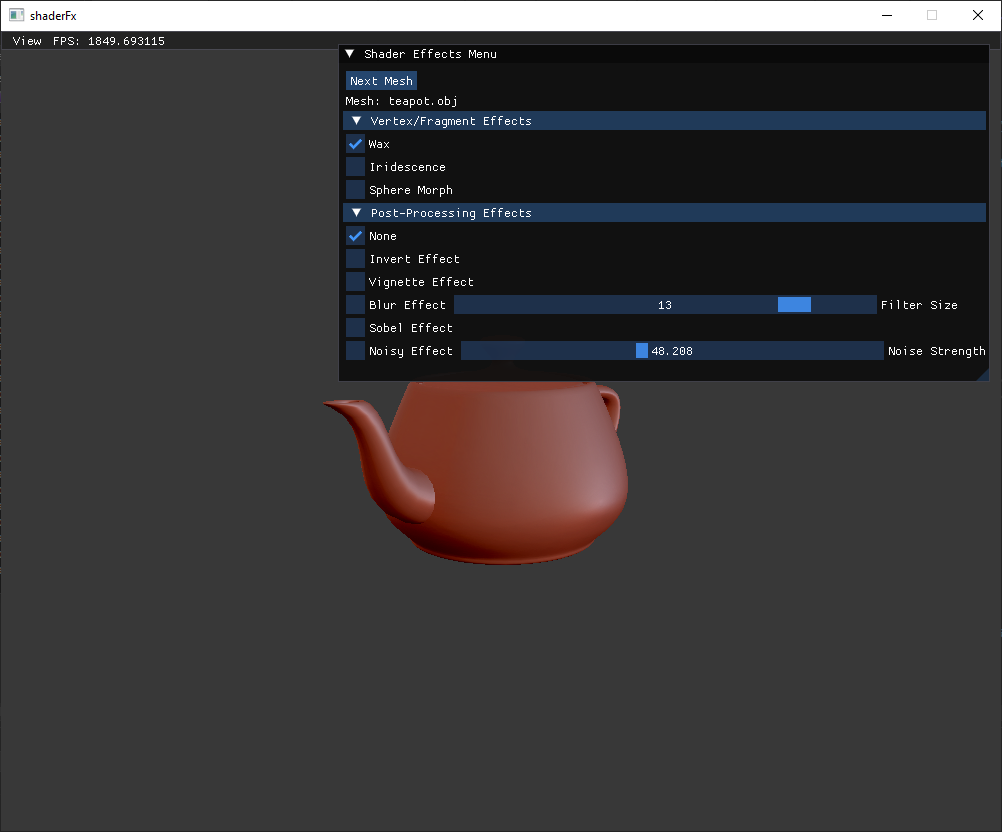 shaderFx
View FPS: 1849.693115
Shader Effects Menu
Next Mesh
Mesh: teapot.obj
Vertex/Fragment Effects
Wax
Iridescence
Sphere Morph
Post-Processing Effects
None
Invert Effect
Vignette Effect
Blur Effect 13 Filter Size
Sobel Effect
Noisy Effect 48.208 Noise Strength